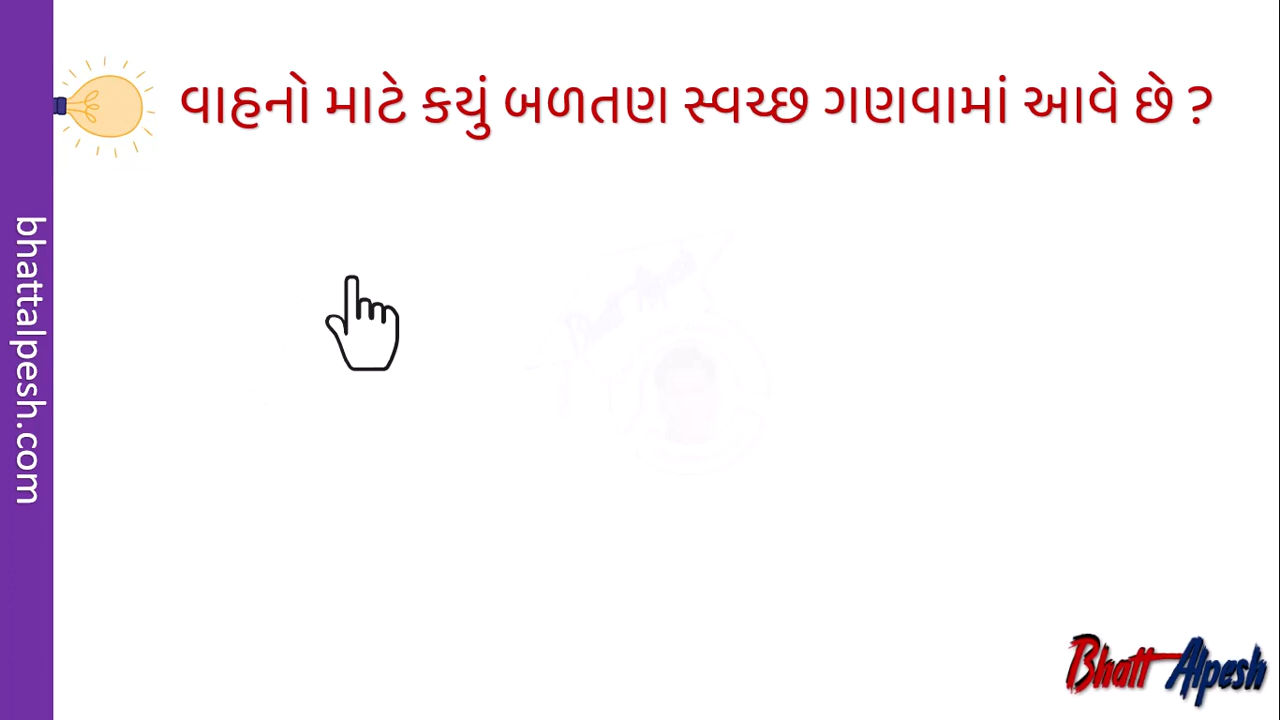 વાહનો માટે કયું બળતણ સ્વચ્છ ગણવામાં આવે છે ?
bhattalpesh.com
Bhatt Alpesh